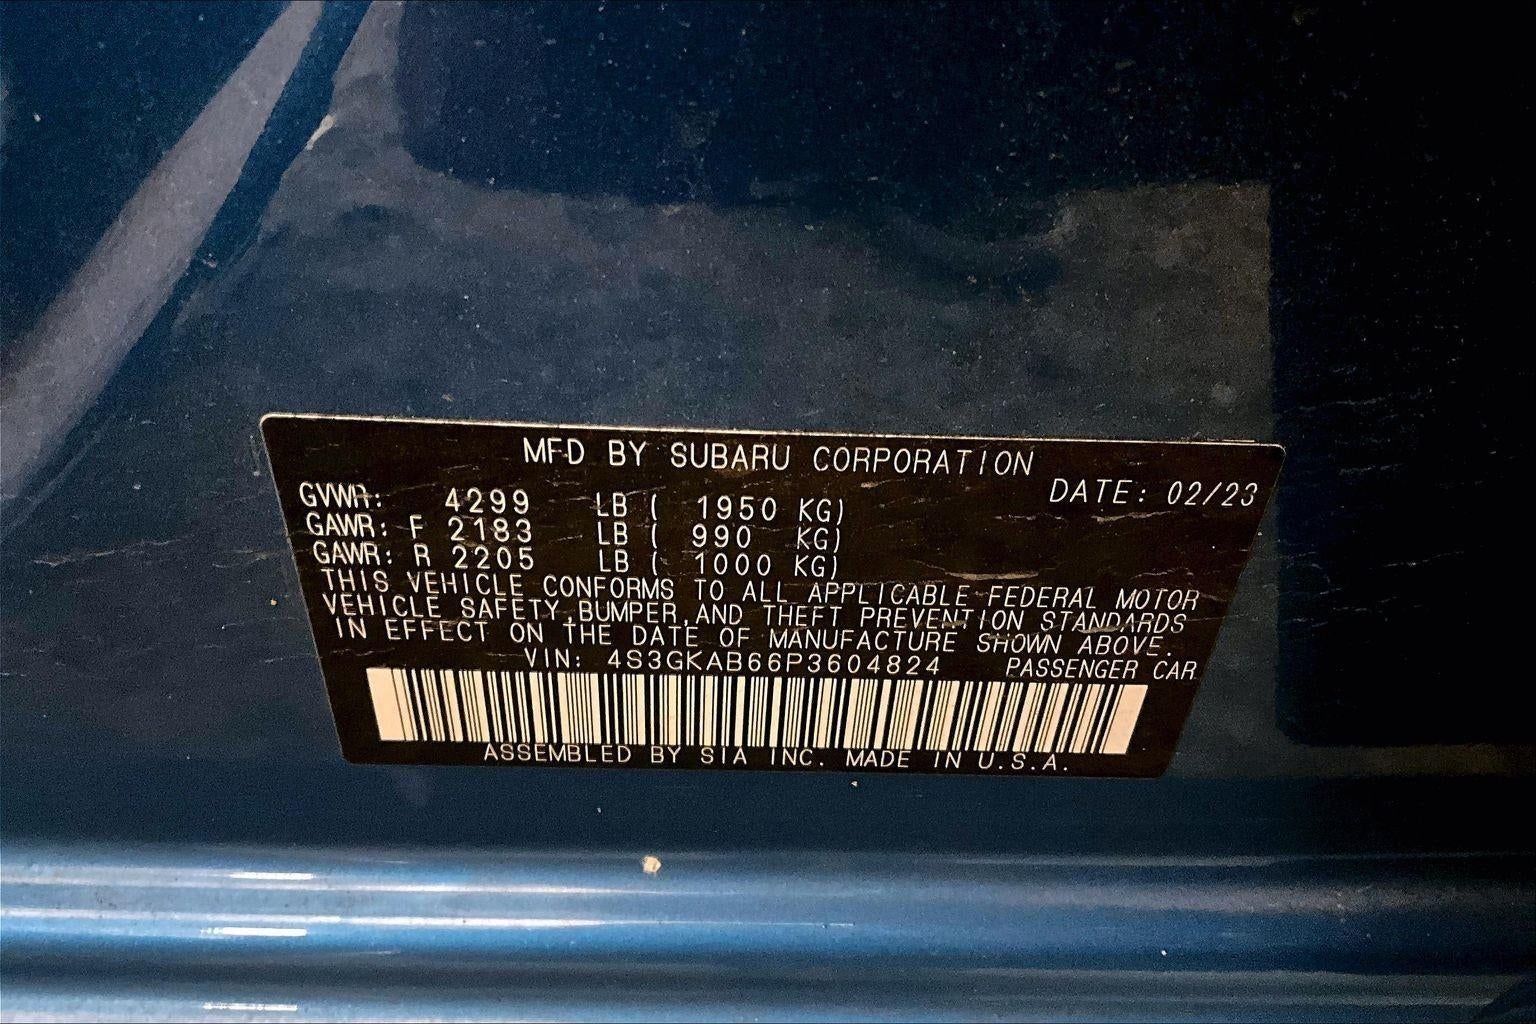 MFD BY SUBARU CORPORATION
DATE: 02/23
GVWR: 4299 LB ( 1950 KG)
GAWR: F 2183 LB ( 990 KG)
GAWR: R 2205 LB ( 1000 KG)
THIS VEHICLE CONFORMS TO ALL APPLICABLE FEDERAL MOTOR
VEHICLE SAFETY,BUMPER,AND THEFT PREVENTION STANDARDS
IN EFFECT ON THE DATE OF MANUFACTURE SHOWN ABOVE.
VIN: 4S3GKAB66P3604824 PASSENGER CAR
ASSEMBLED BY SIA INC. MADE IN U.S.A.